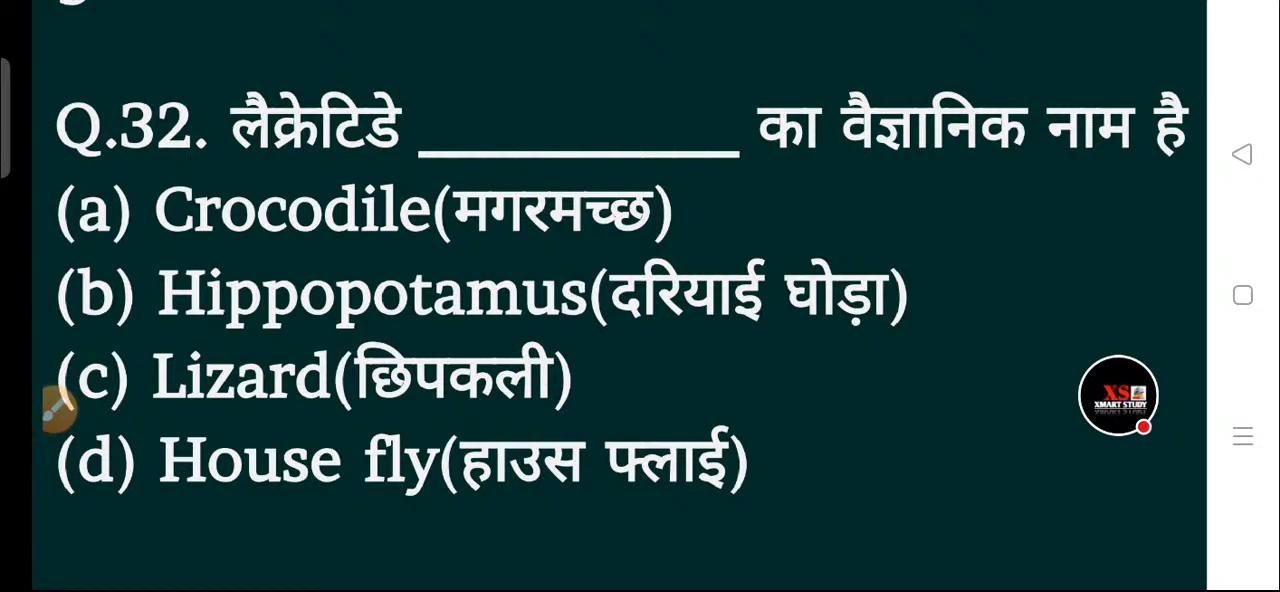 Q.32. लैक्रेटिडे __________ का वैज्ञानिक नाम है
(a) Crocodile(मगरमच्छ)
(b) Hippopotamus(दरियाई घोड़ा)
(c) Lizard(छिपकली)
(d) House fly(हाउस फ्लाई)
XS
XMART STUDY